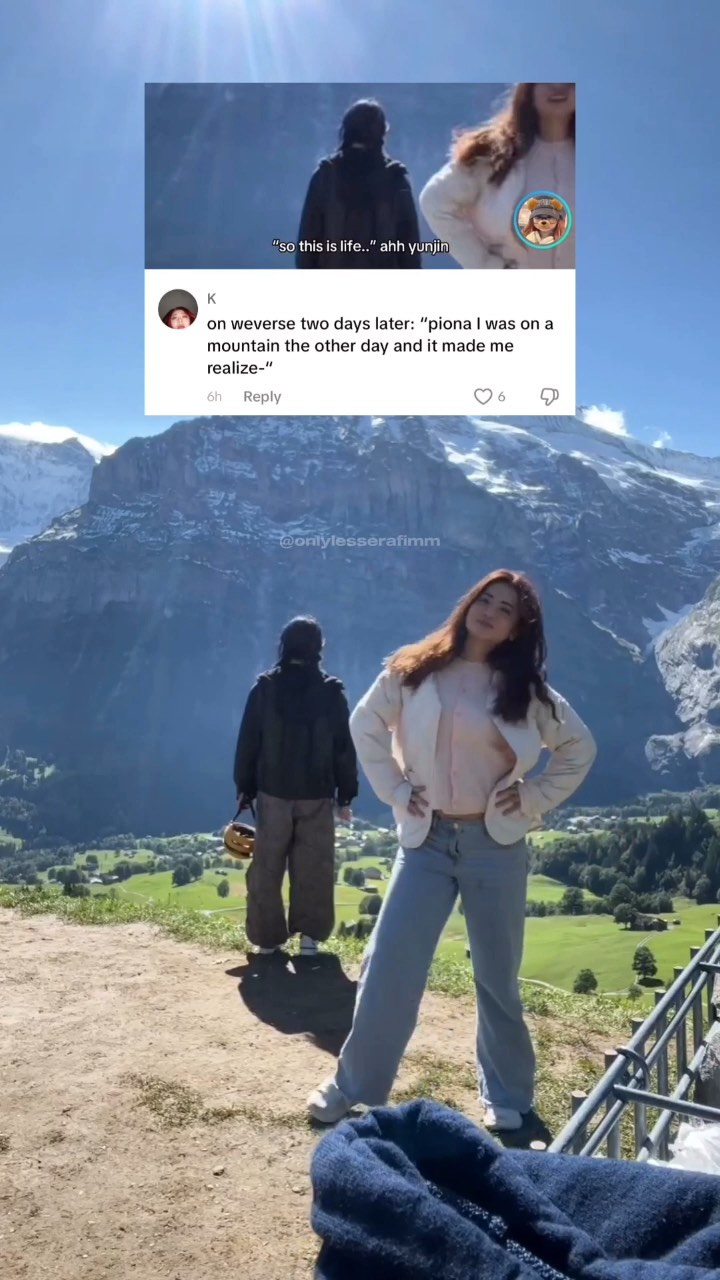 “so this is life..” ahh yunjin
K
on weverse two days later: “piona I was on a
mountain the other day and it made me
realize-“
6h Reply 6
@onlylesserafimm